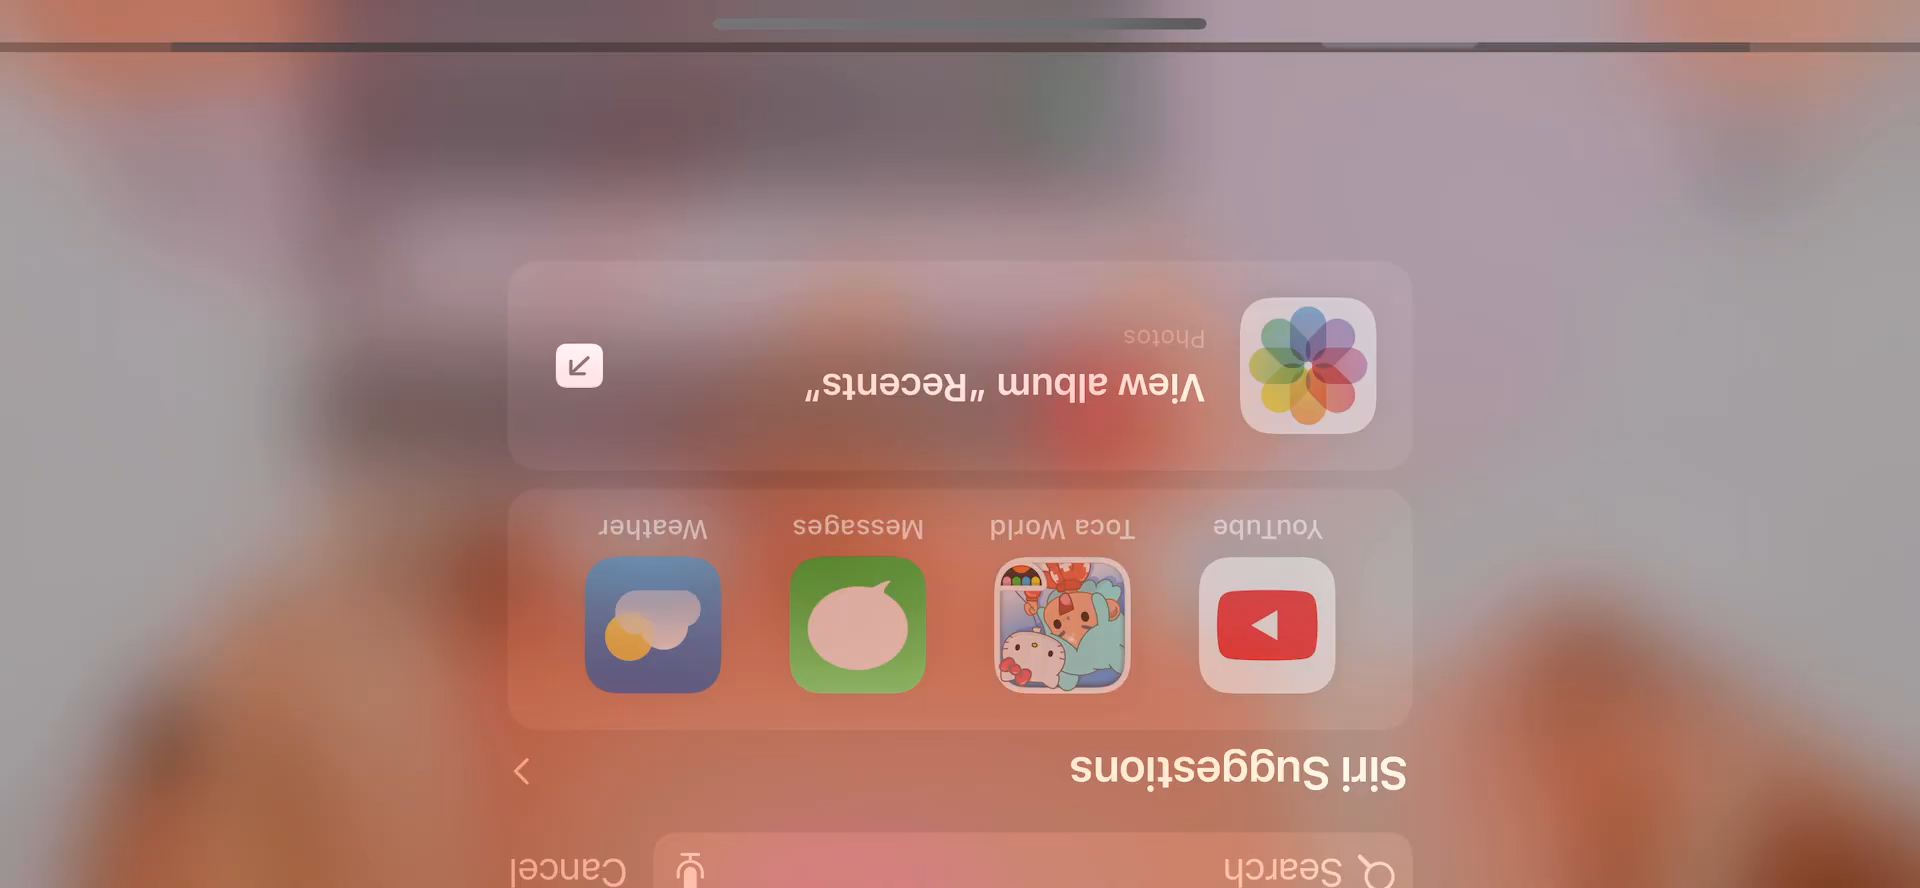 Search
Cancel
Siri Suggestions
YouTube
Toca World
Messages
Weather
View album "Recents"
Photos